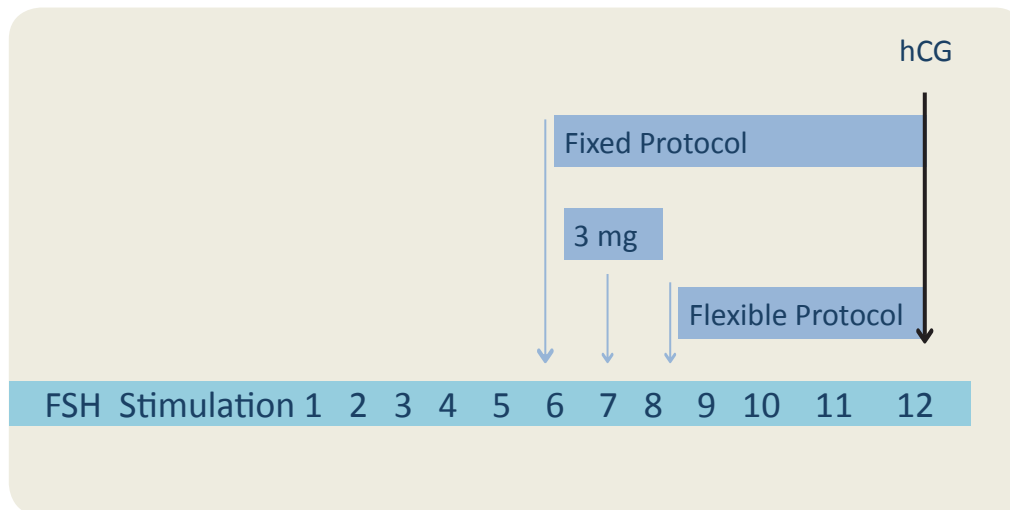 hCG
Fixed Protocol
3 mg
Flexible Protocol
FSH Stimulation 1 2 3 4 5 6 7 8 9 10 11 12